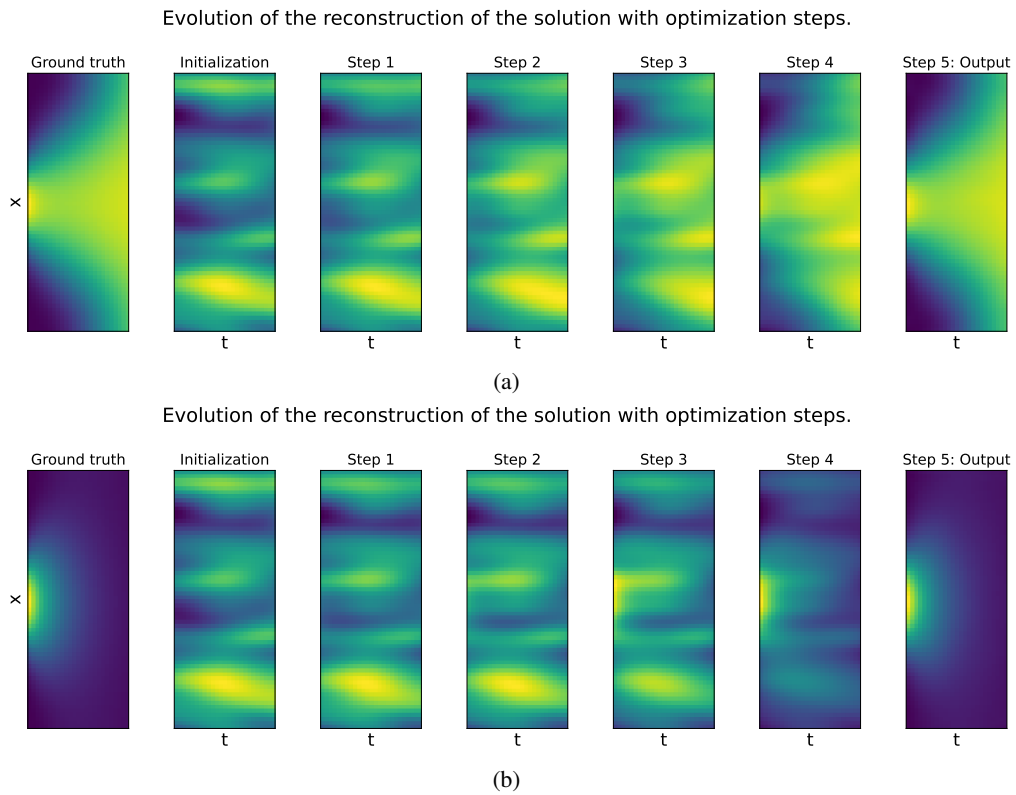 Evolution of the reconstruction of the solution with optimization steps.
Ground truth Initialization Step 1 Step 2 Step 3 Step 4 Step 5: Output
x
t t t t t t
(a)
Evolution of the reconstruction of the solution with optimization steps.
Ground truth Initialization Step 1 Step 2 Step 3 Step 4 Step 5: Output
x
t t t t t t
(b)